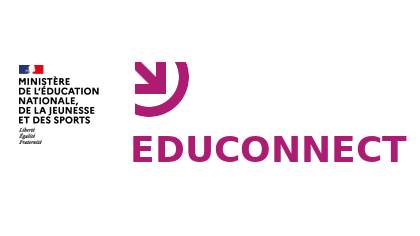 MINISTÈRE
DE L'ÉDUCATION
NATIONALE,
DE LA JEUNESSE
ET DES SPORTS
Liberté
Égalité
Fraternité
EDUCONNECT